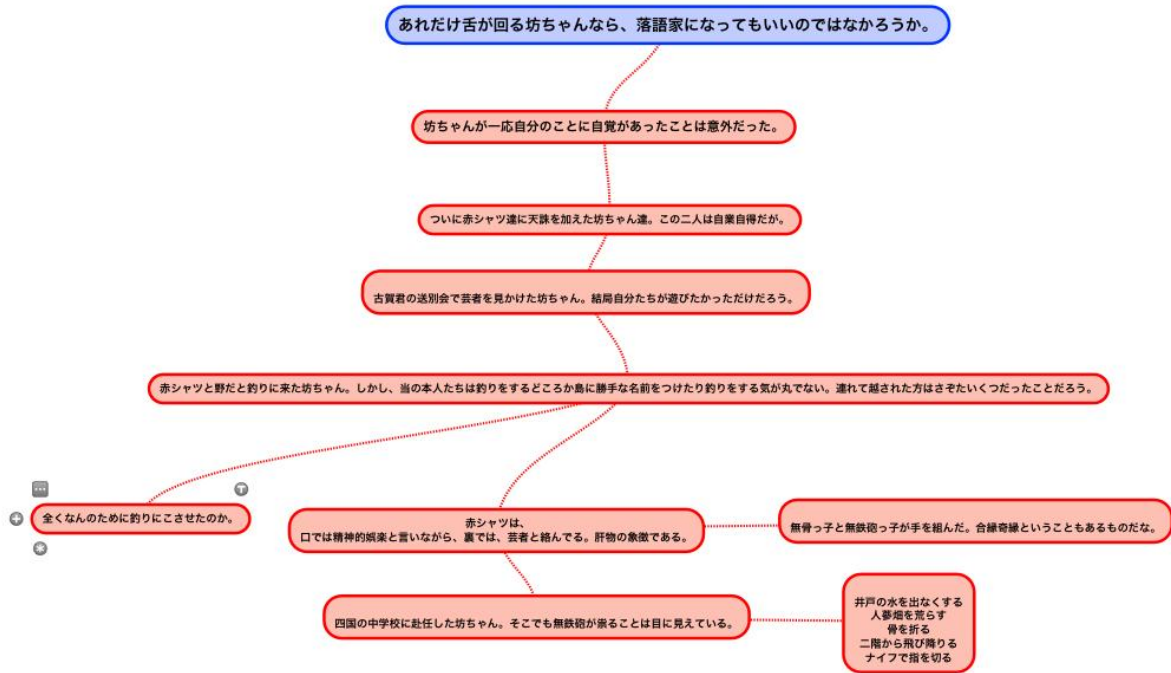 あれだけ舌が回る坊ちゃんなら、落語家になってもいいのではなかろうか。
坊ちゃんが一応自分のことに自覚があったことは意外だった。
ついに赤シャツ達に天誅を加えた坊ちゃん達。この二人は自業自得だが。
古賀君の送別会で芸者を見かけた坊ちゃん。結局自分たちが遊びたかっただけだろう。
赤シャツと野だと釣りに来た坊ちゃん。しかし、当の本人たちは釣りをするどころか島に勝手な名前をつけたり釣りをする気が丸でない。連れて越された方はさぞたいくつだったことだろう。
全くなんのために釣りにこさせたのか。
赤シャツは、
口では精神的娯楽と言いながら、裏では、芸者と絡んでる。肝物の象徴である。
無骨っ子と無鉄砲っ子が手を組んだ。合縁奇縁ということもあるものだな。
四国の中学校に赴任した坊ちゃん。そこでも無鉄砲が祟ることは目に見えている。
井戸の水を出なくする
人参畑を荒らす
骨を折る
二階から飛び降りる
ナイフで指を切る